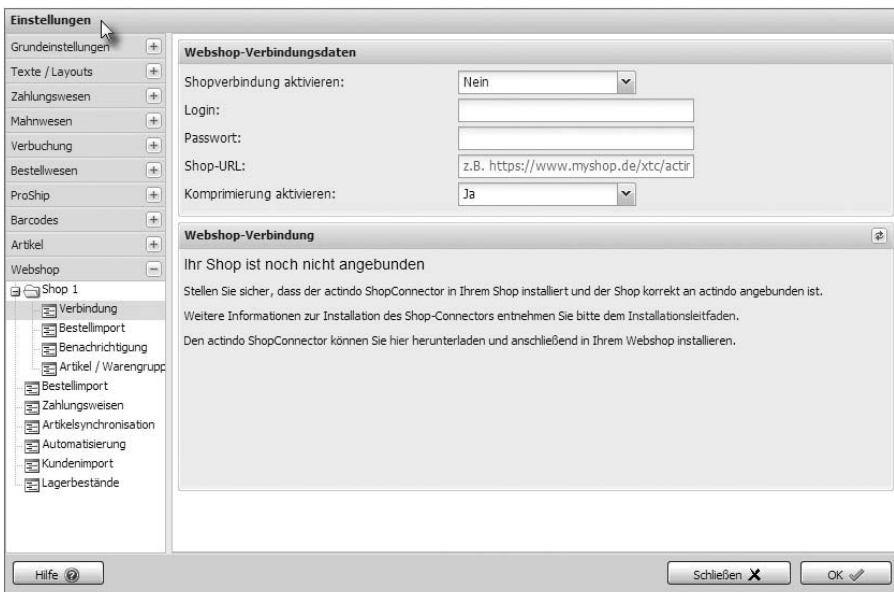 Einstellungen
Grundeinstellungen
Texte / Layouts
Zahlungswesen
Mahnwesen
Verbuchung
Bestellwesen
ProShip
Barcodes
Artikel
Webshop
Shop 1
Verbindung
Bestellimport
Benachrichtigung
Artikel / Warengrupp
Bestellimport
Zahlungsweisen
Artikelsynchronisation
Automatisierung
Kundenimport
Lagerbestände
Webshop-Verbindungsdaten
Shopverbindung aktivieren: Nein
Login:
Passwort:
Shop-URL: z.B. https://www.myshop.de/xtc/actir
Komprimierung aktivieren: Ja
Webshop-Verbindung
Ihr Shop ist noch nicht angebunden
Stellen Sie sicher, dass der actindo ShopConnector in Ihrem Shop installiert und der Shop korrekt an actindo angebunden ist.
Weitere Informationen zur Installation des Shop-Connectors entnehmen Sie bitte dem Installationsleitfaden.
Den actindo ShopConnector können Sie hier herunterladen und anschließend in Ihrem Webshop installieren.
Hilfe
Schließen
OK